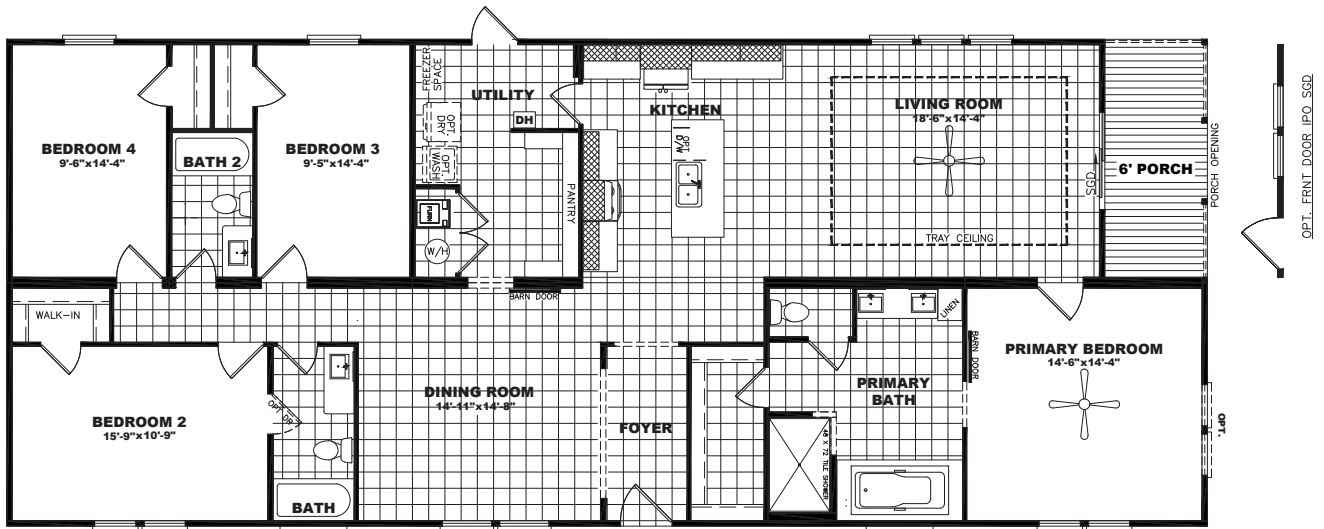 BEDROOM 4
9'-6"x14'-4"
BATH 2
BEDROOM 3
9'-5"x14'-4"
FREEZER
SPACE
UTILITY
DH
OPT.
DRY
OPT.
WASH
FURN
W/H
PANTRY
KITCHEN
OPT.
D/W
LIVING ROOM
18'-6"x14'-4"
TRAY CEILING
SGD
6' PORCH
PORCH OPENING
OPT. FRNT DOOR IPO SGD
WALK-IN
BARN DOOR
BEDROOM 2
15'-9"x10'-9"
OPT DR
BATH
DINING ROOM
14'-11"x14'-8"
FOYER
LINEN
BARN DOOR
PRIMARY
BATH
48 X 72 TILE SHOWER
PRIMARY BEDROOM
14'-6"x14'-4"
OPT.